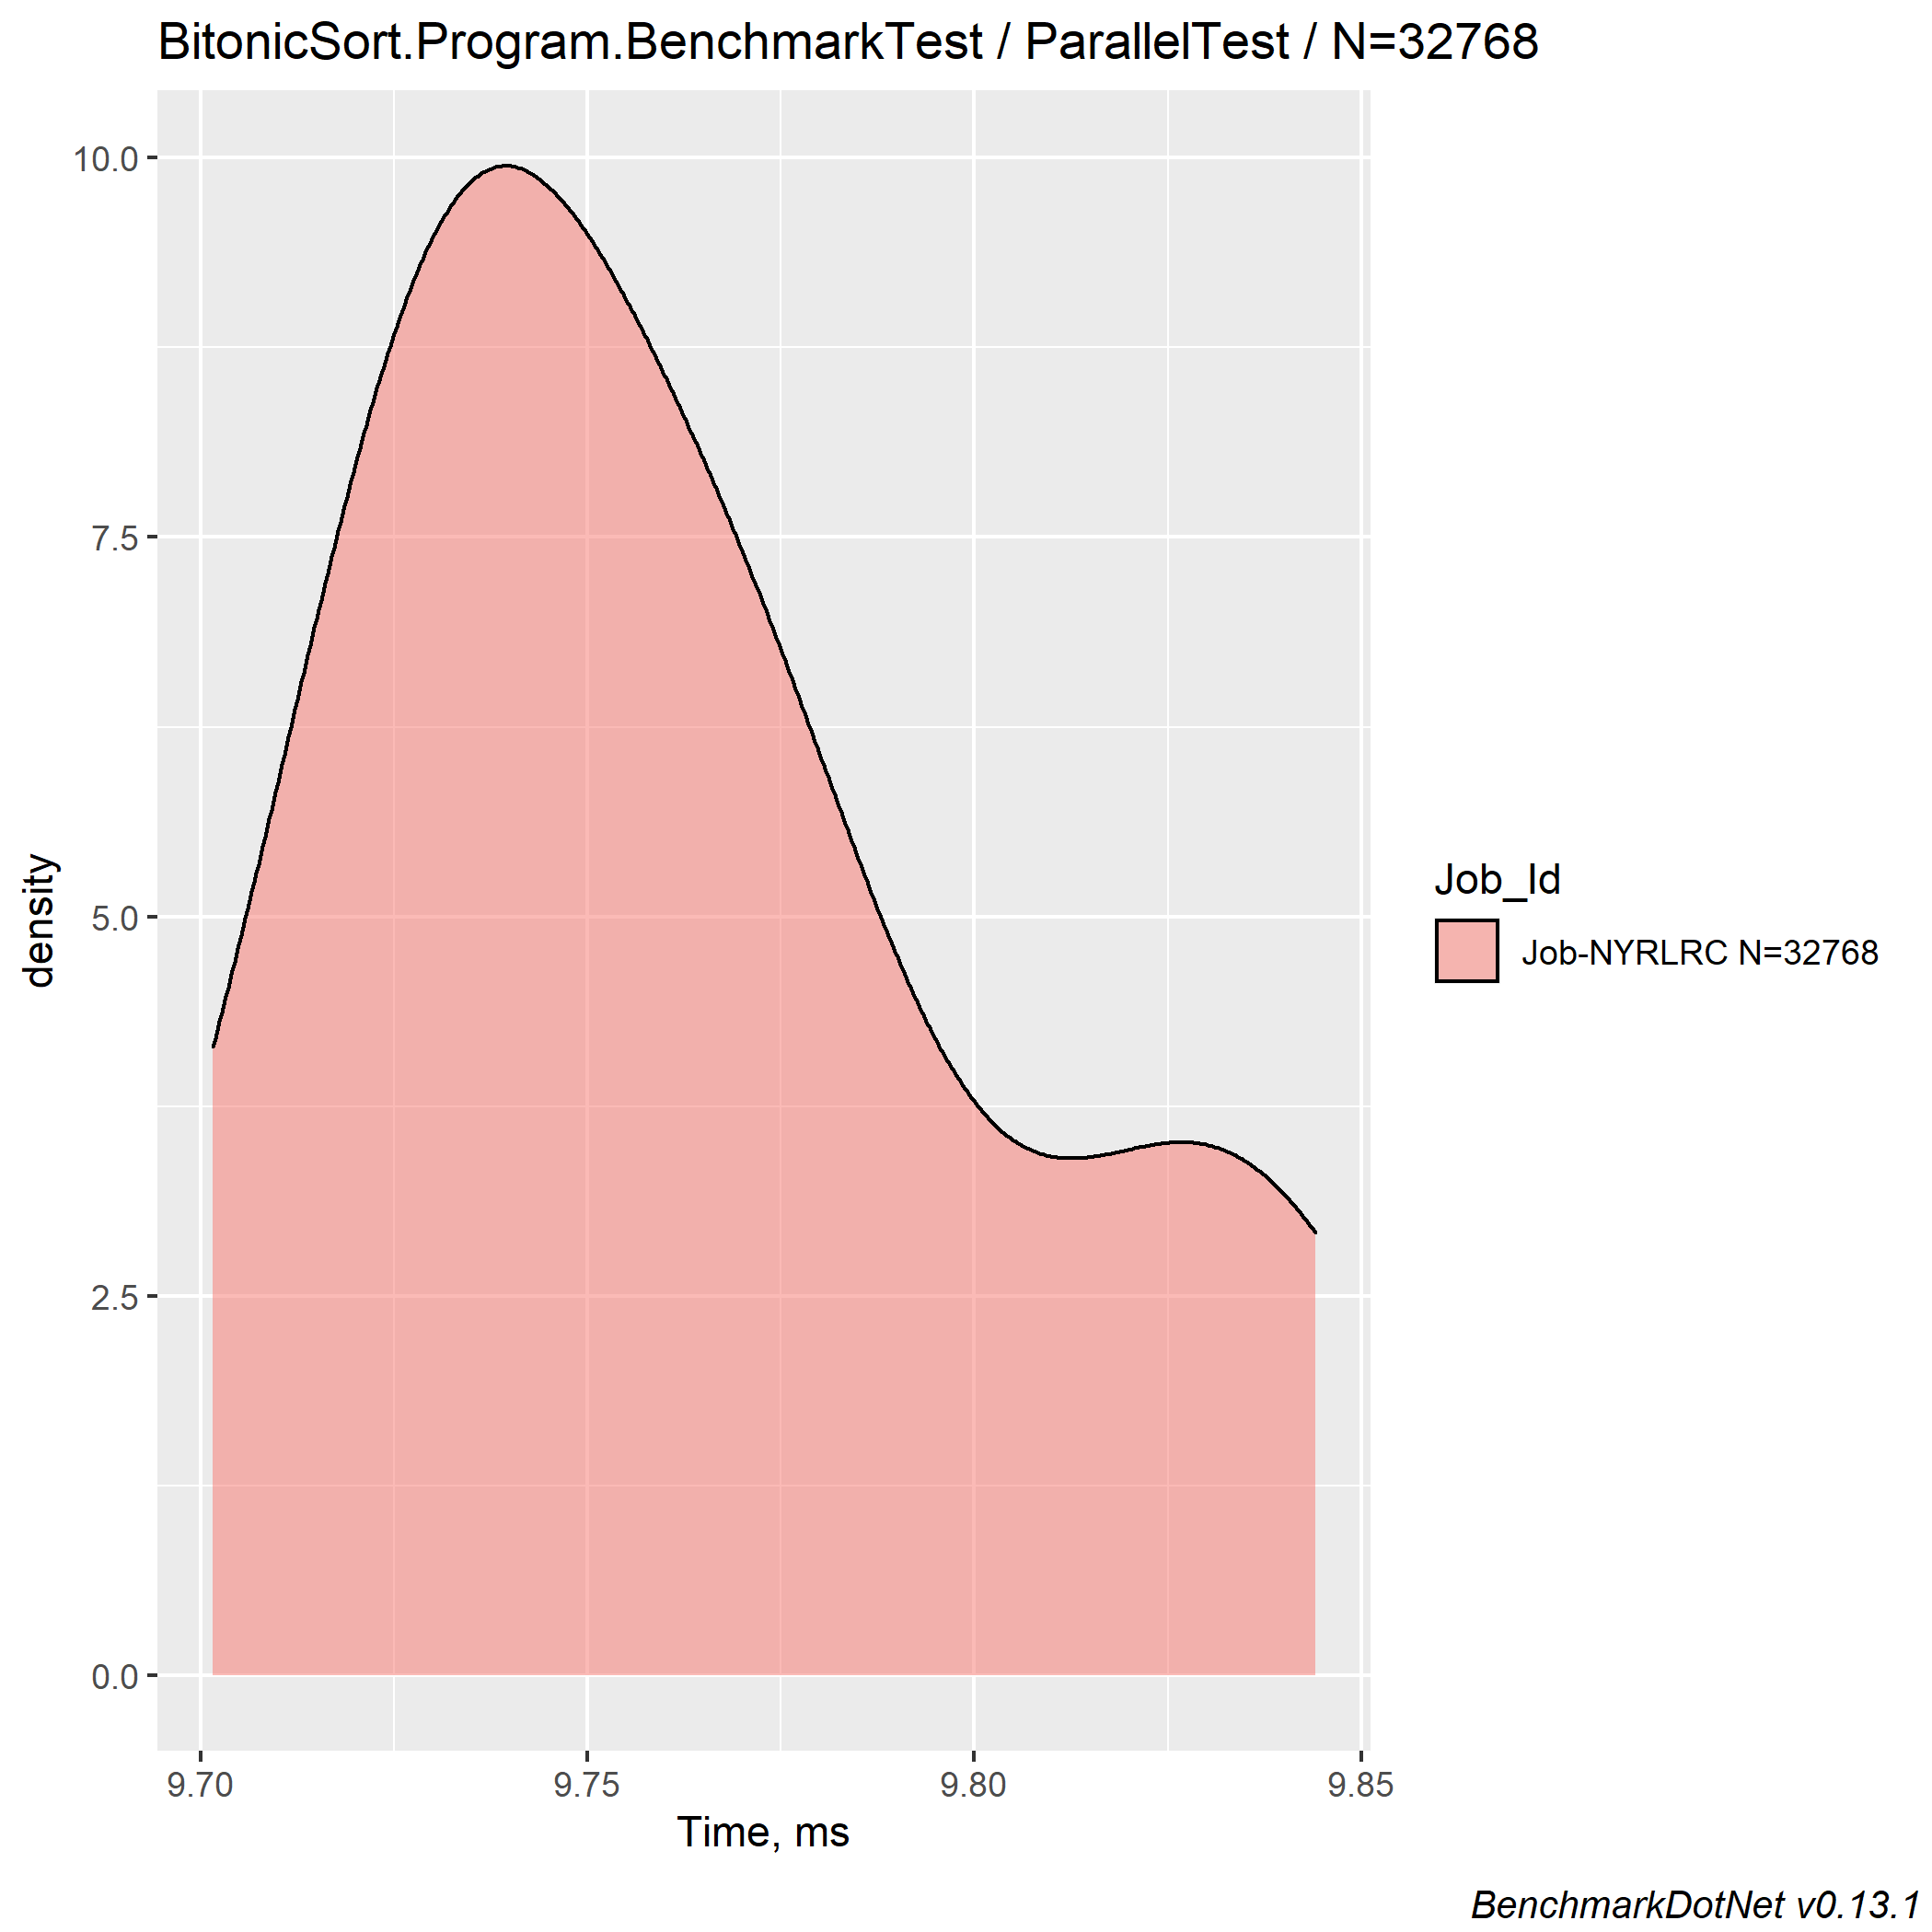 BitonicSort.Program.BenchmarkTest / ParallelTest / N=32768
10.0
7.5
5.0
2.5
0.0
density
9.70
9.75
9.80
9.85
Time, ms
Job_Id
Job-NYRLRC N=32768
BenchmarkDotNet v0.13.1